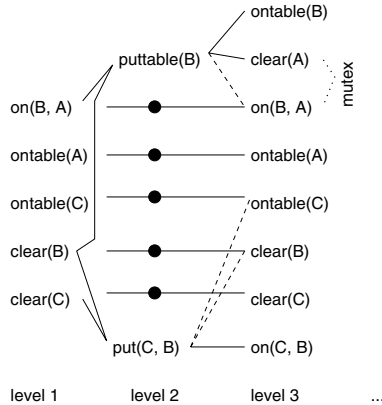 ontable(B)
puttable(B)
clear(A)
mutex
on(B, A)
on(B, A)
ontable(A)
ontable(A)
ontable(C)
ontable(C)
clear(B)
clear(B)
clear(C)
clear(C)
put(C, B)
on(C, B)
level 1
level 2
level 3
...